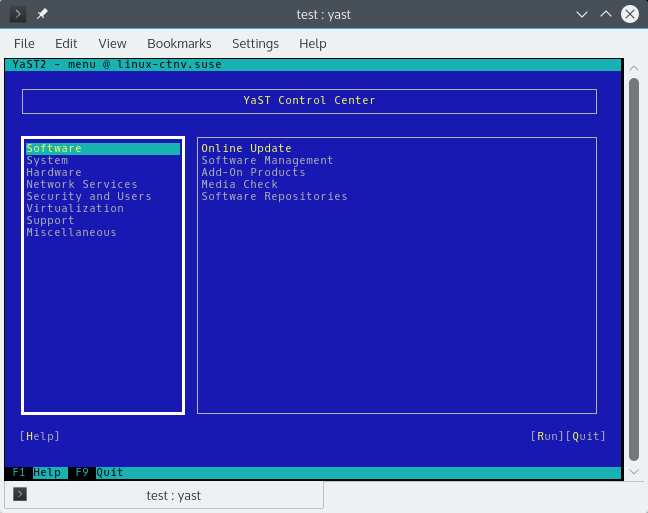 test : yast
File Edit View Bookmarks Settings Help
YaST2 - menu @ linux-ctnv.suse
YaST Control Center
Software
System
Hardware
Network Services
Security and Users
Virtualization
Support
Miscellaneous
Online Update
Software Management
Add-On Products
Media Check
Software Repositories
[Help] [Run][Quit]
F1 Help F9 Quit
test : yast